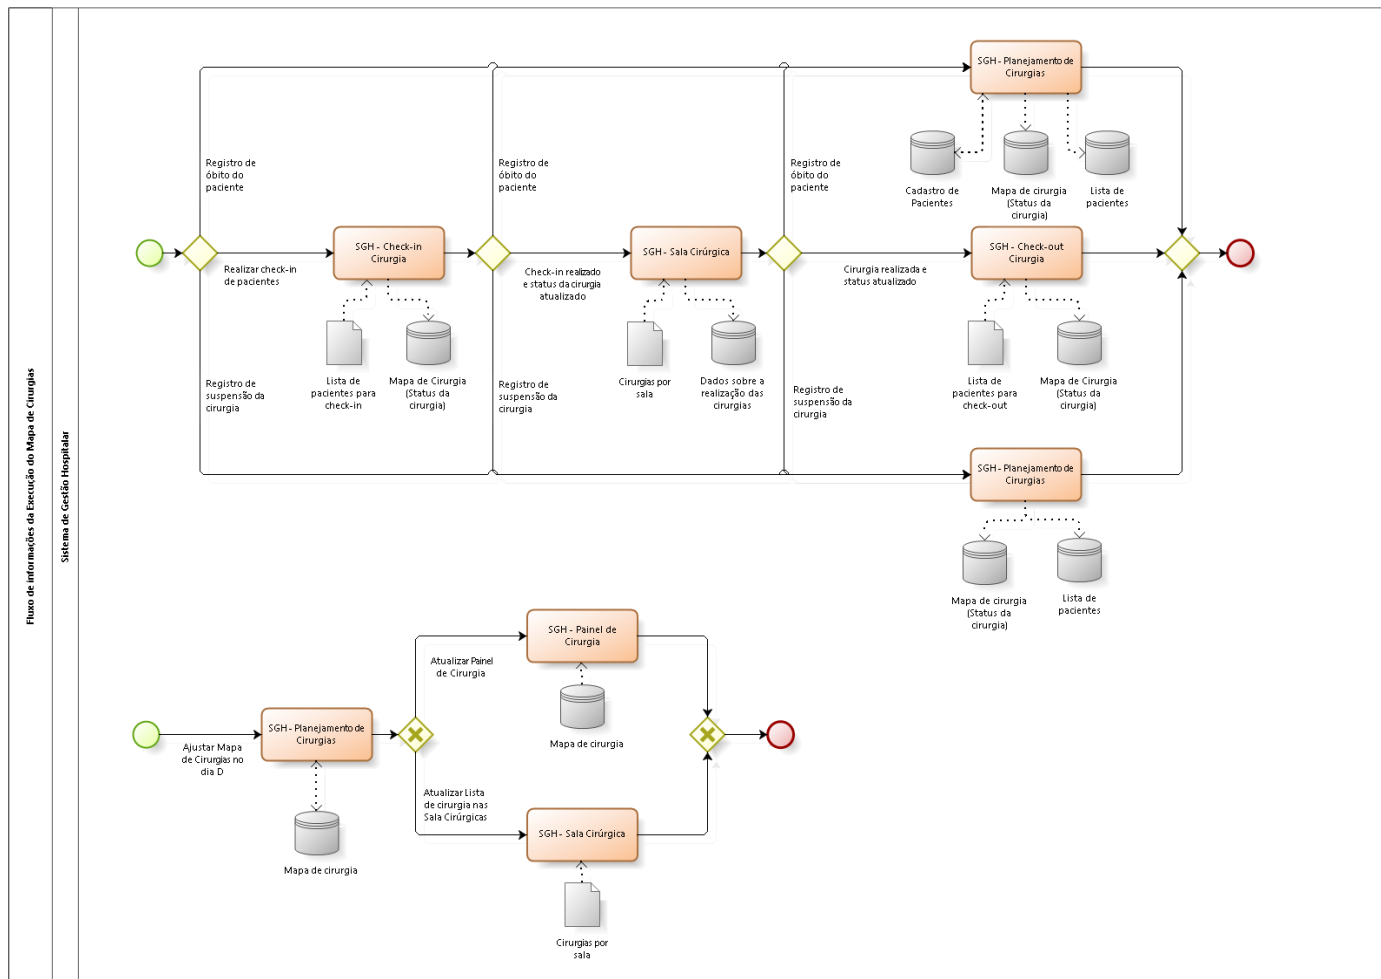 Fluxo de informações da Execução do Mapa de Cirurgias
Sistema de Gestão Hospitalar
SGH - Planejamento de
Cirurgias
Cadastro de
Pacientes
Mapa de cirurgia
(Status da
cirurgia)
Lista de
pacientes
Registro de
óbito do
paciente
Registro de
óbito do
paciente
Registro de
óbito do
paciente
Realizar check-in
de pacientes
SGH - Check-in
Cirurgia
Check-in realizado
e status da cirurgia
atualizado
SGH - Sala Cirúrgica
Cirurgia realizada e
status atualizado
SGH - Check-out
Cirurgia
Lista de
pacientes para
check-in
Mapa de Cirurgia
(Status da
cirurgia)
Cirurgias por
sala
Dados sobre a
realização das
cirurgias
Lista de
pacientes para
check-out
Mapa de Cirurgia
(Status da
cirurgia)
Registro de
suspensão da
cirurgia
Registro de
suspensão da
cirurgia
Registro de
suspensão da
cirurgia
SGH - Planejamento de
Cirurgias
Mapa de cirurgia
(Status da
cirurgia)
Lista de
pacientes
Ajustar Mapa
de Cirurgias no
dia D
SGH - Planejamento de
Cirurgias
Mapa de cirurgia
Atualizar Painel
de Cirurgia
SGH - Painel de
Cirurgia
Mapa de cirurgia
Atualizar Lista
de cirurgia nas
Sala Cirúrgicas
SGH - Sala Cirúrgica
Cirurgias por
sala